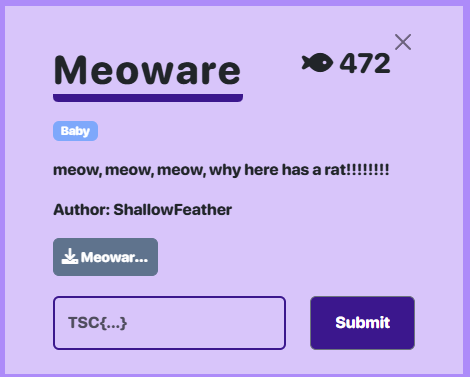 Meoware
472
Baby
meow, meow, meow, why here has a rat!!!!!!!!
Author: ShallowFeather
Meowar...
TSC{...}
Submit